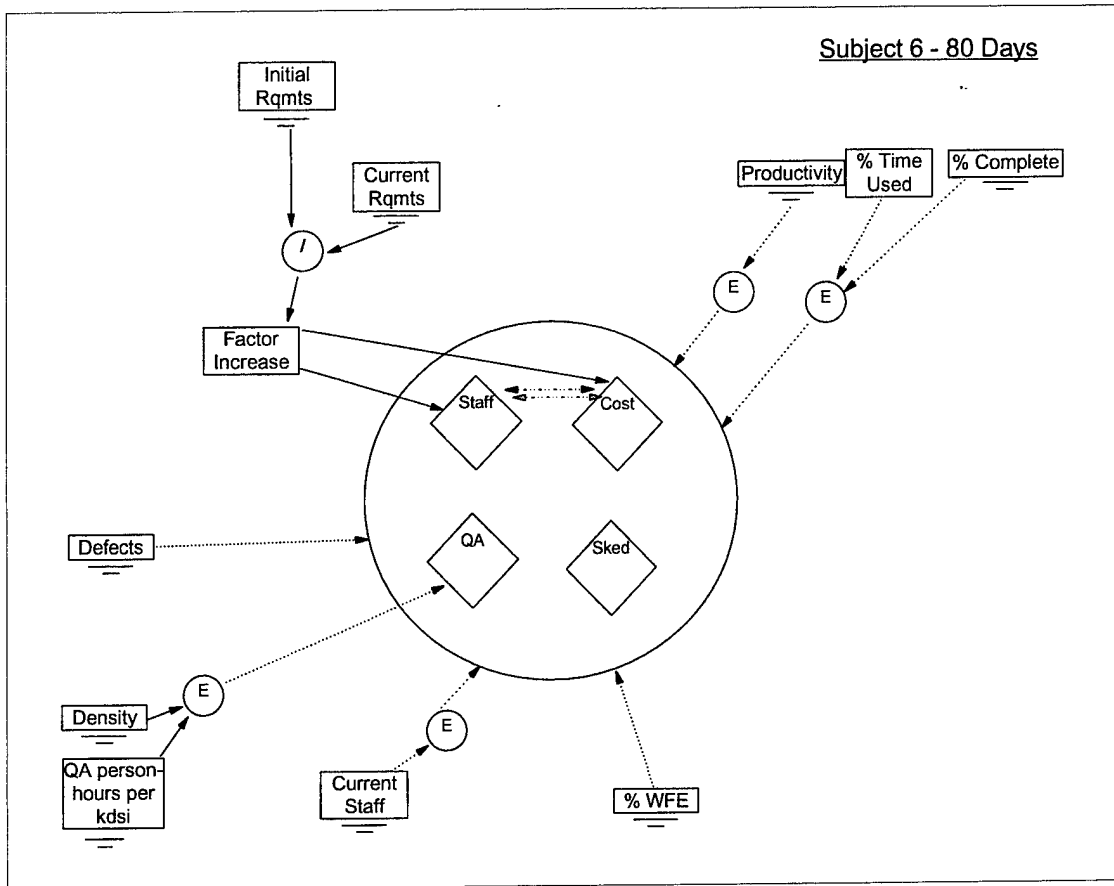 Subject 6 - 80 Days
Initial
Rqmts
Current
Rqmts
Productivity
% Time
Used
% Complete
/
E
E
Factor
Increase
Staff
Cost
QA
Sked
Defects
E
Density
QA person-
hours per
kdsi
E
Current
Staff
% WFE